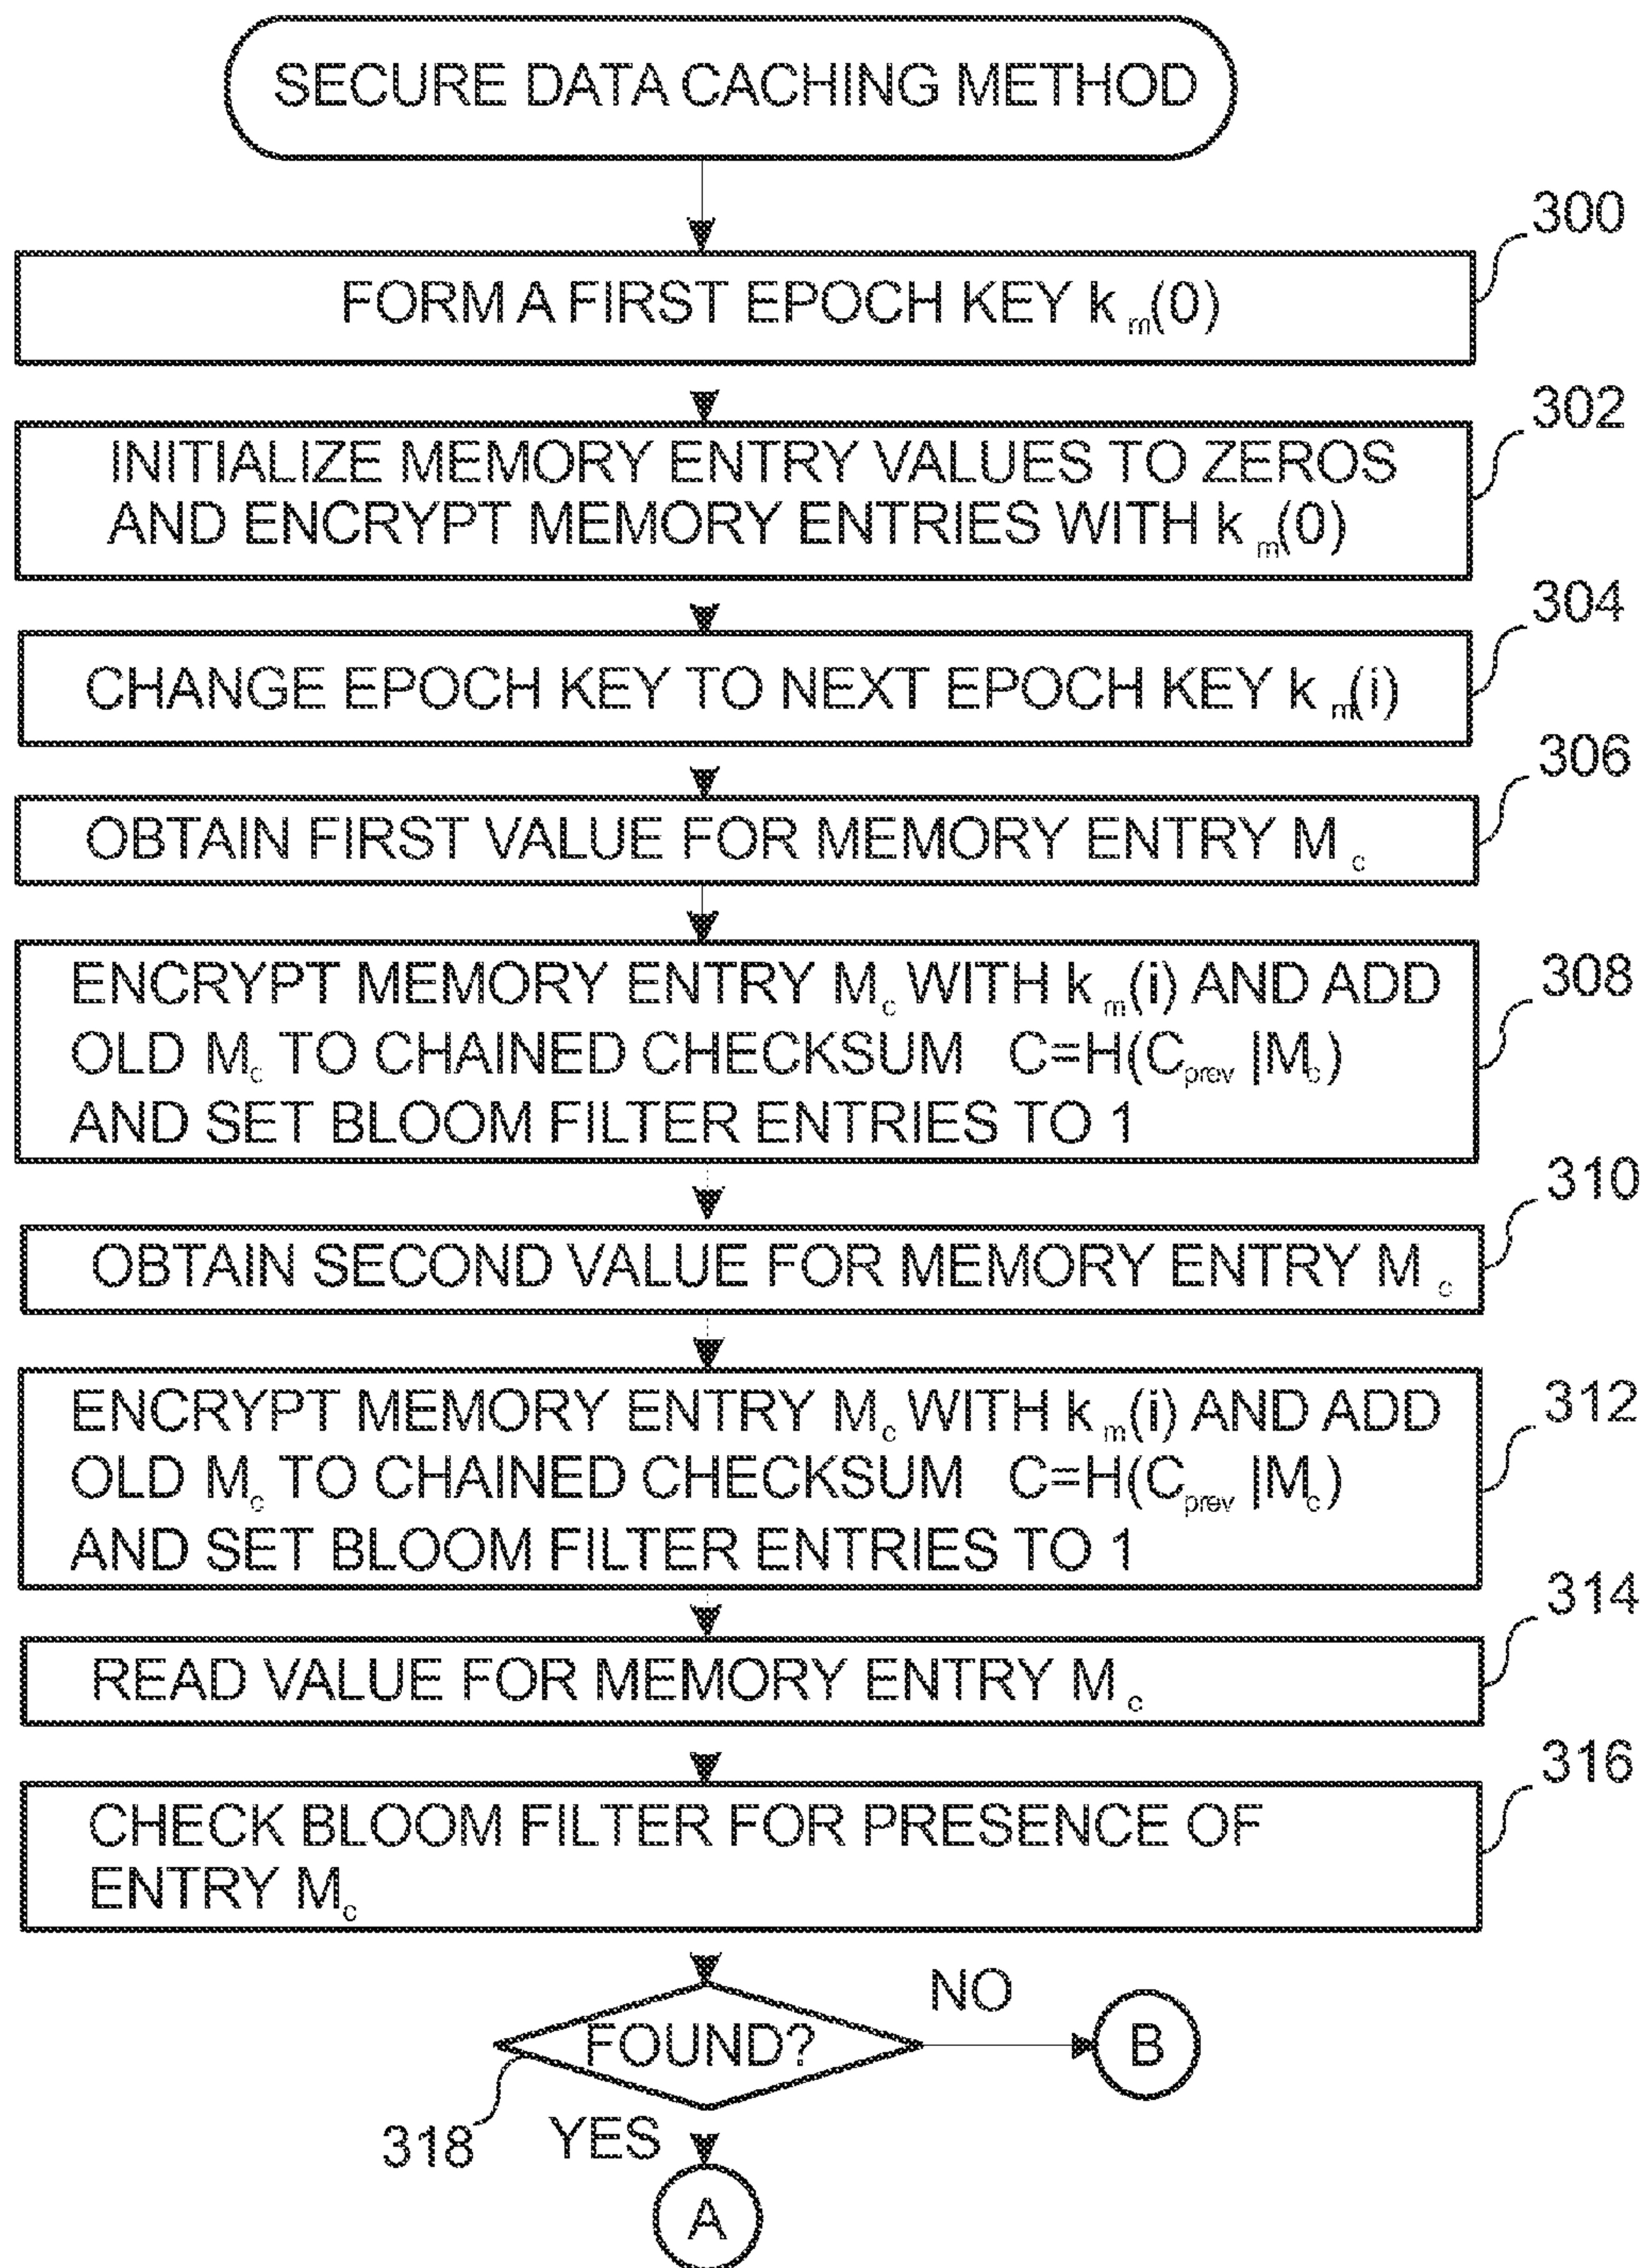 SECURE DATA CACHING METHOD
300
FORM A FIRST EPOCH KEY k m(0)
302
INITIALIZE MEMORY ENTRY VALUES TO ZEROS
AND ENCRYPT MEMORY ENTRIES WITH k m(0)
304
CHANGE EPOCH KEY TO NEXT EPOCH KEY k m(i)
306
OBTAIN FIRST VALUE FOR MEMORY ENTRY M c
308
ENCRYPT MEMORY ENTRY Mc WITH k m(i) AND ADD
OLD Mc TO CHAINED CHECKSUM C=H(Cprev |Mc)
AND SET BLOOM FILTER ENTRIES TO 1
310
OBTAIN SECOND VALUE FOR MEMORY ENTRY M c
312
ENCRYPT MEMORY ENTRY Mc WITH k m(i) AND ADD
OLD Mc TO CHAINED CHECKSUM C=H(Cprev |Mc)
AND SET BLOOM FILTER ENTRIES TO 1
314
READ VALUE FOR MEMORY ENTRY M c
316
CHECK BLOOM FILTER FOR PRESENCE OF
ENTRY Mc
NO
FOUND?
B
318
YES
A